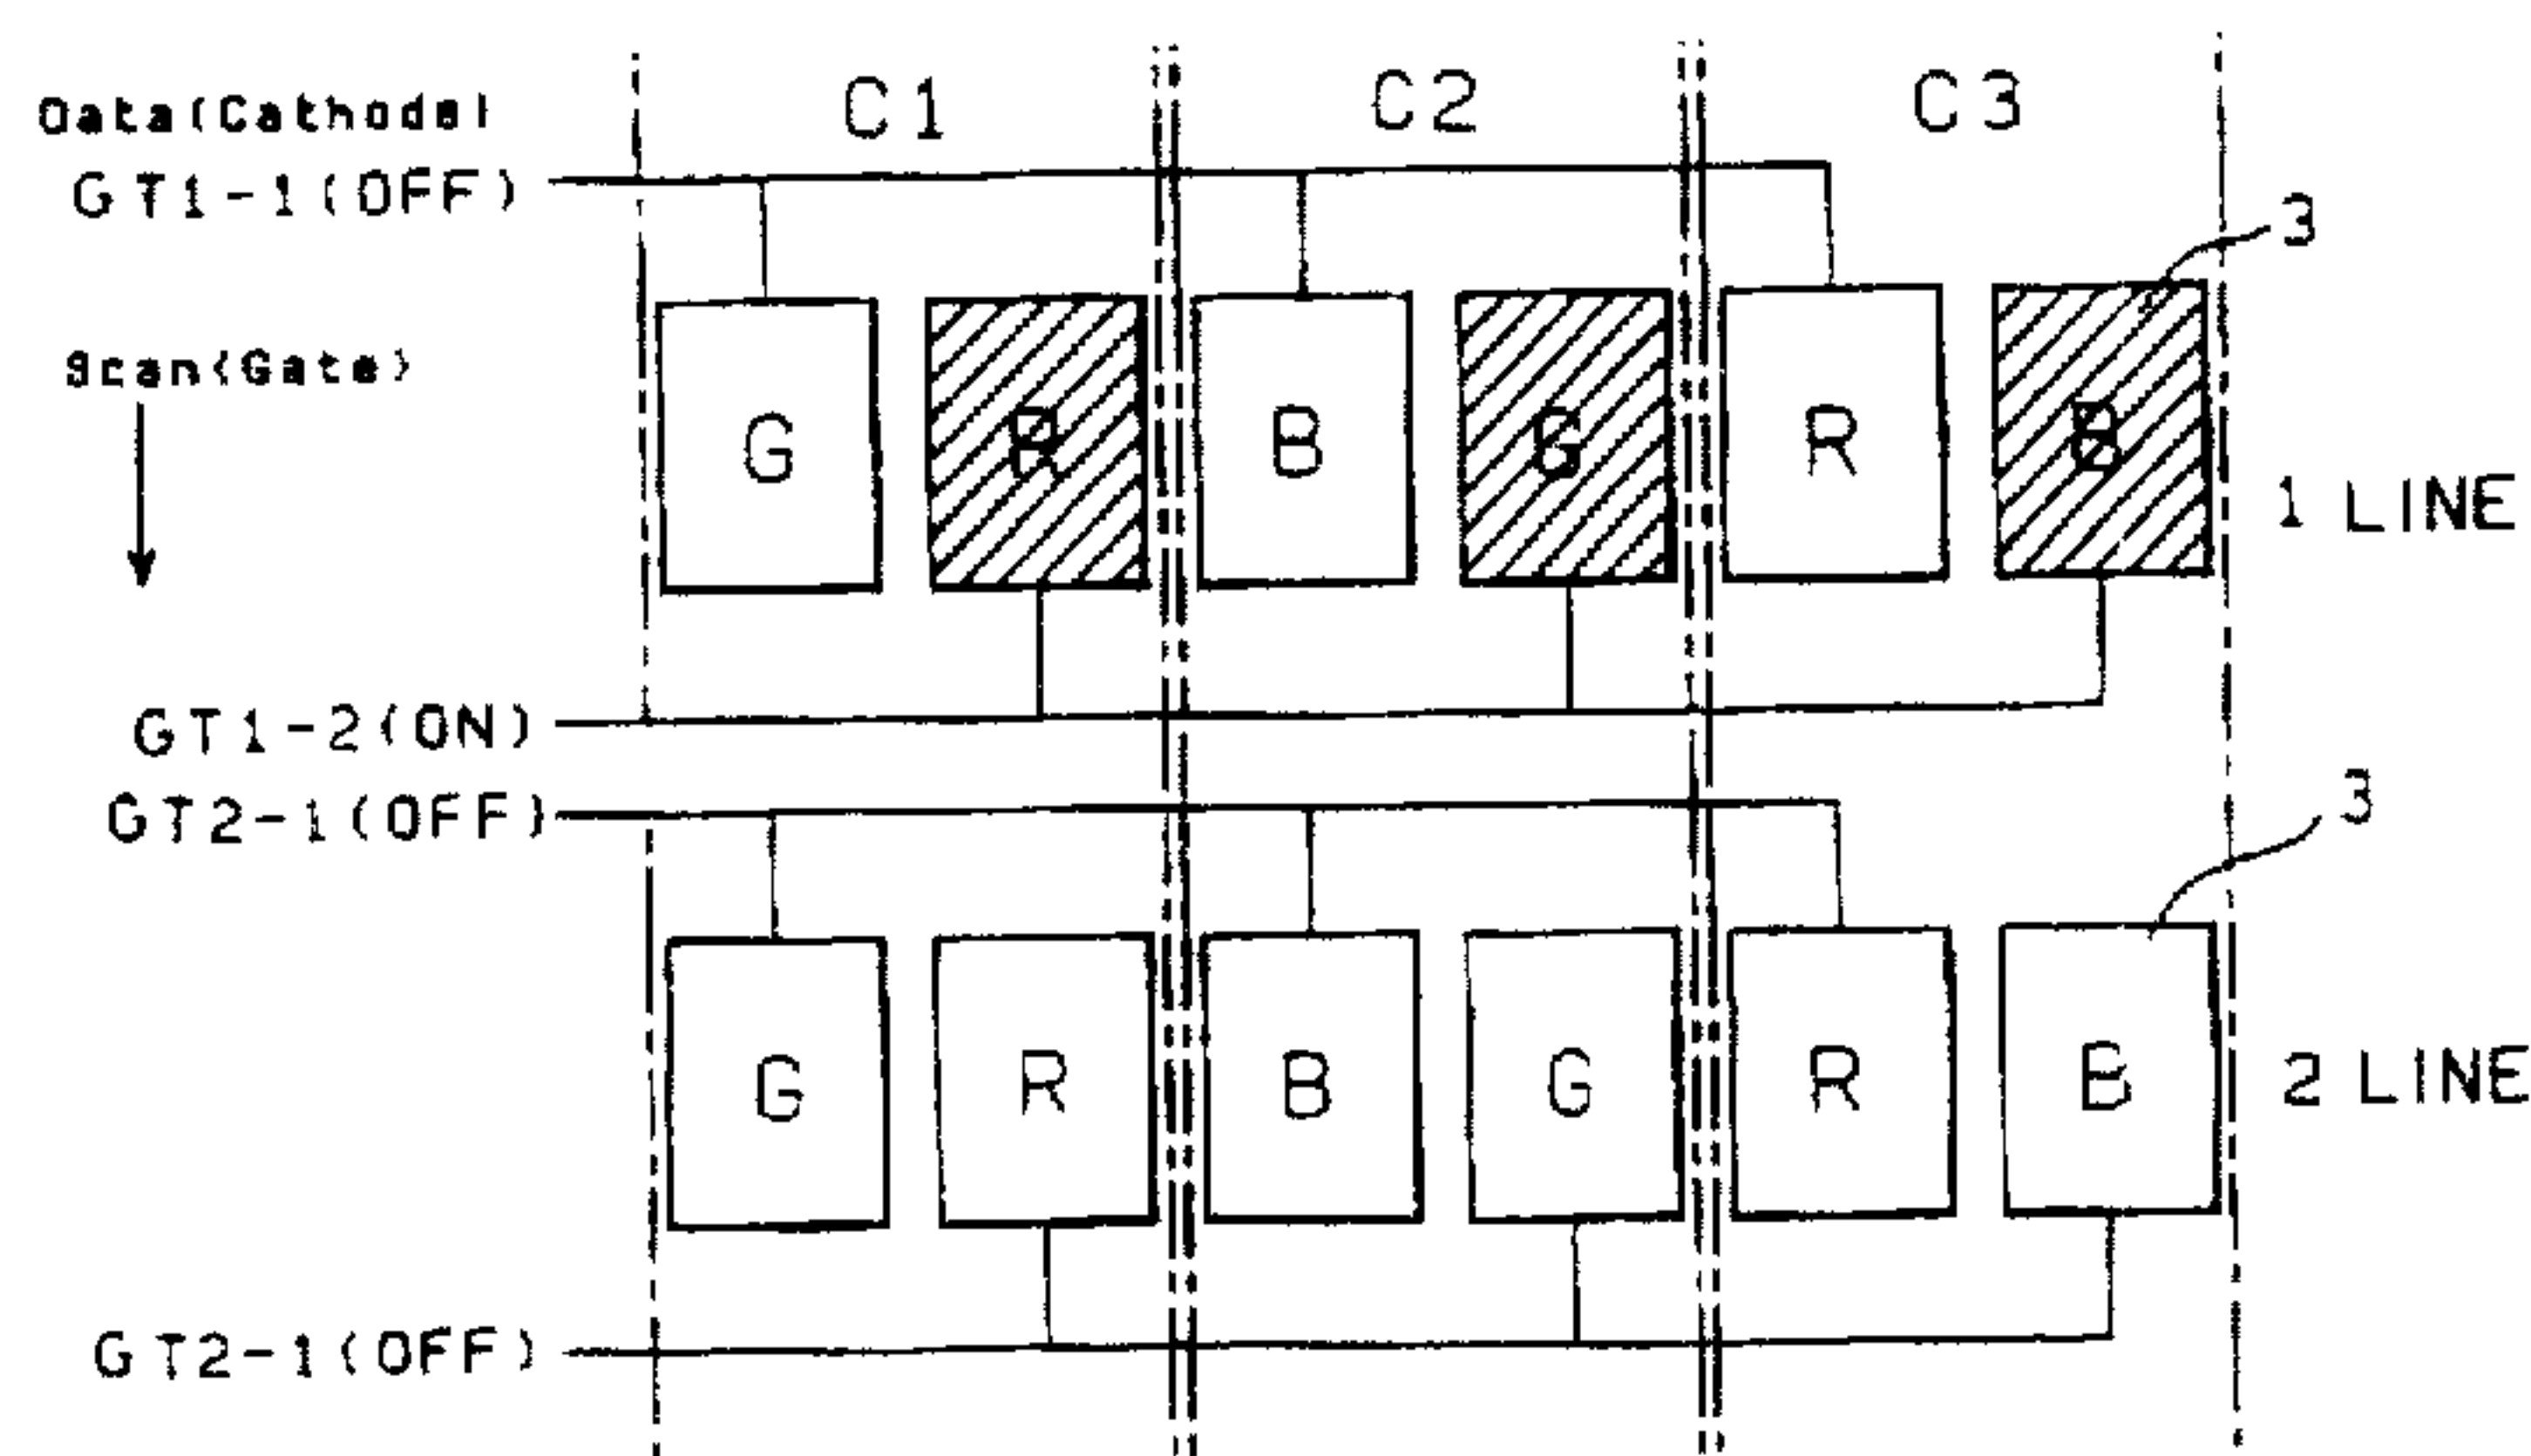 C1 C2 C3
Data(Cathode)
GT1-1(OFF)
3
Scan(Gate)
G R B G R B
1 LINE
GT1-2(ON)
GT2-1(OFF)
3
G R B G R B
2 LINE
GT2-1(OFF)